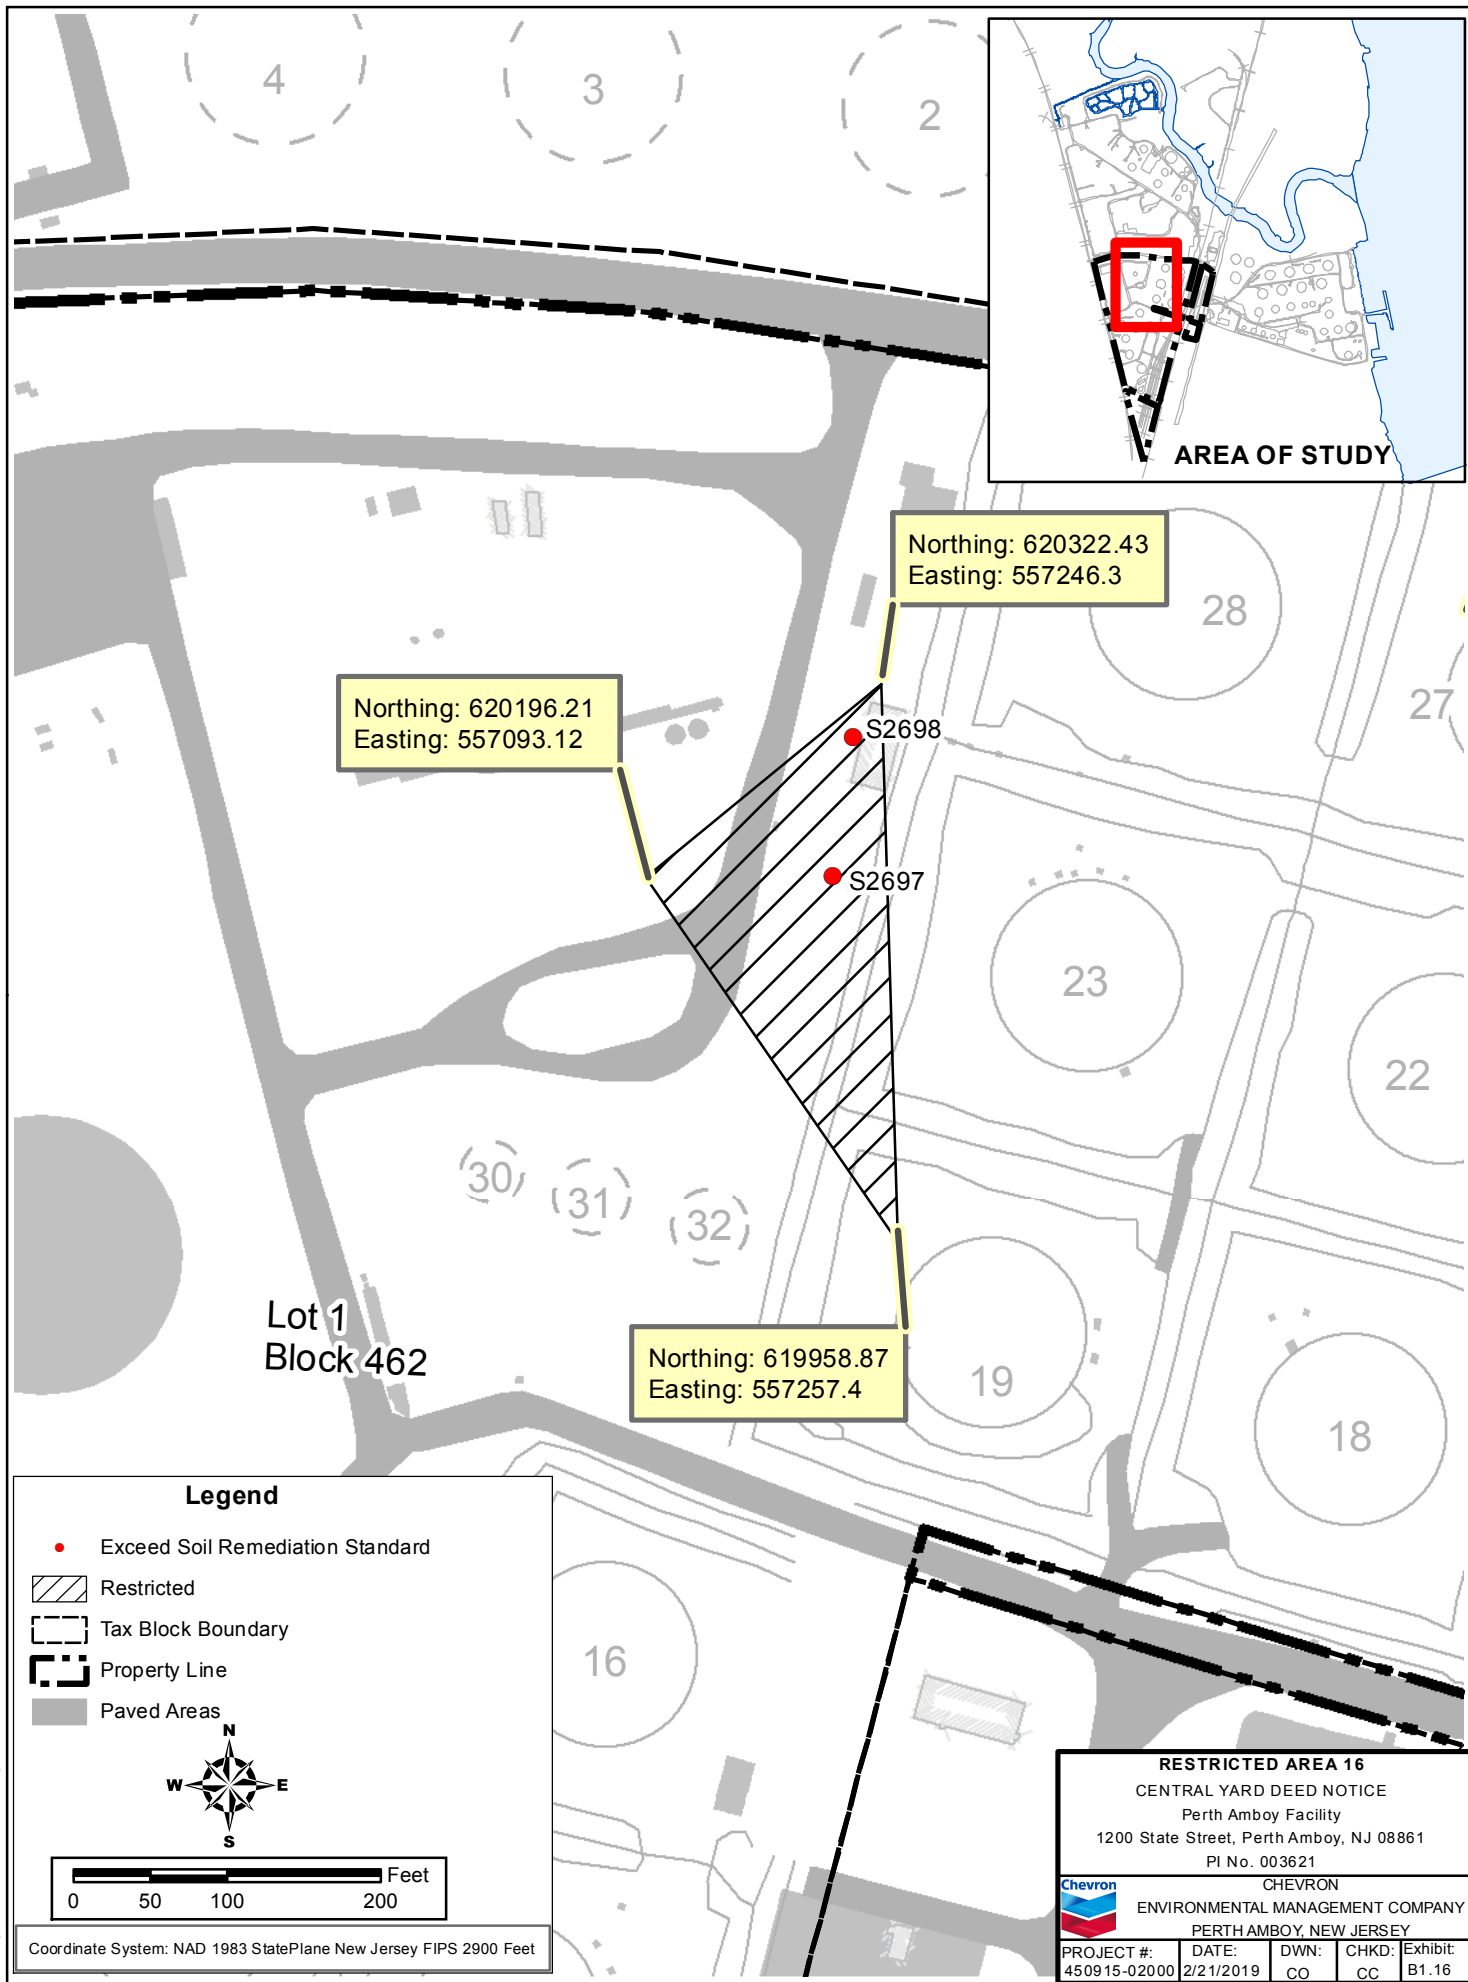 4
3
2
AREA OF STUDY
Northing: 620322.43
Easting: 557246.3
28
27
Northing: 620196.21
Easting: 557093.12
S2698
S2697
23
22
30
31
32
Lot 1
Block 462
Northing: 619958.87
Easting: 557257.4
19
18
16
Legend
Exceed Soil Remediation Standard
Restricted
Tax Block Boundary
Property Line
Paved Areas
N
W
E
S
Feet
0 50 100 200
Coordinate System: NAD 1983 StatePlane New Jersey FIPS 2900 Feet
RESTRICTED AREA 16
CENTRAL YARD DEED NOTICE
Perth Amboy Facility
1200 State Street, Perth Amboy, NJ 08861
PI No. 003621
Chevron
CHEVRON
ENVIRONMENTAL MANAGEMENT COMPANY
PERTH AMBOY, NEW JERSEY
PROJECT #: DATE: DWN: CHKD: Exhibit:
450915-02000 2/21/2019 CO CC B1.16